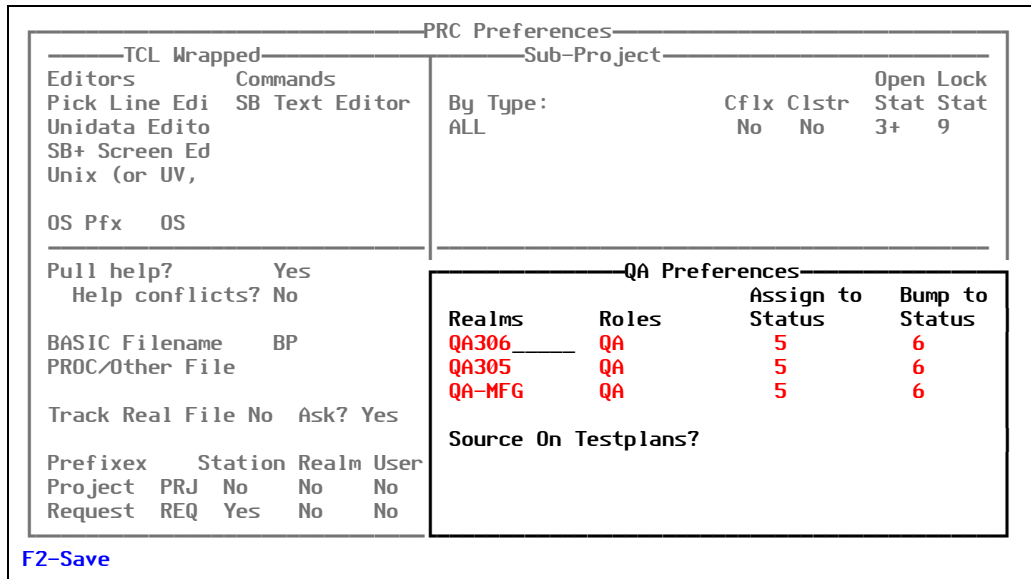 PRC Preferences
TCL Wrapped
Editors Commands
Pick Line Edi SB Text Editor
Unidata Edito
SB+ Screen Ed
Unix (or UV,
OS Pfx OS
Sub-Project
Open Lock
By Type: Cflx Clstr Stat Stat
ALL No No 3+ 9
Pull help? Yes
Help conflicts? No
BASIC Filename BP
PROC/Other File
Track Real File No Ask? Yes
Prefixex Station Realm User
Project PRJ No No No
Request REQ Yes No No
QA Preferences
Assign to Bump to
Realms Roles Status Status
QA306_____ QA 5 6
QA305 QA 5 6
QA-MFG QA 5 6
Source On Testplans?
F2-Save